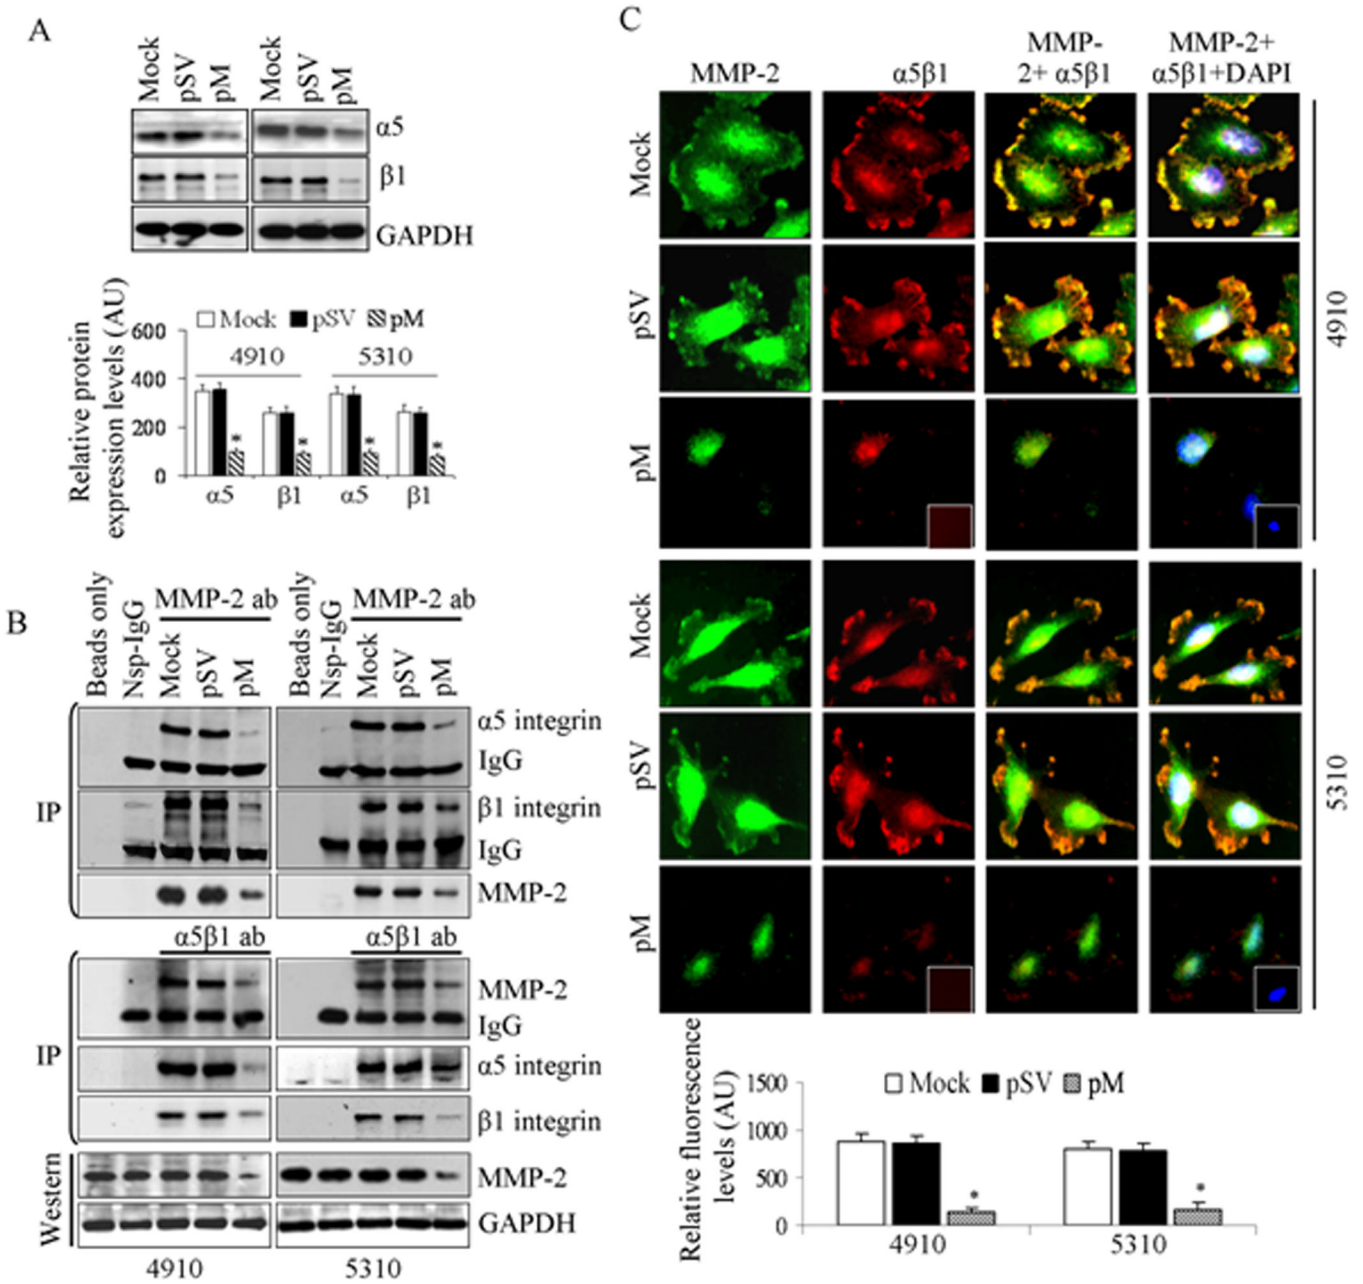 A
Mock pSV pM Mock pSV pM
α5
β1
GAPDH
Relative protein
expression levels (AU)
Mock pSV pM
600
400
200
0
4910 5310
* * * *
α5 β1 α5 β1
B
Beads only Nsp-IgG MMP-2 ab Beads only Nsp-IgG MMP-2 ab
Mock pSV pM Mock pSV pM
IP
α5 integrin
IgG
β1 integrin
IgG
MMP-2
α5β1 ab α5β1 ab
IP
MMP-2
IgG
α5 integrin
β1 integrin
Western
MMP-2
GAPDH
4910 5310
C
MMP-2 α5β1 MMP-
2+ α5β1 MMP-2+
α5β1+DAPI
Mock
pSV
pM
4910
Mock
pSV
pM
5310
Relative fluorescence
levels (AU)
Mock pSV pM
1500
1000
500
0
* *
4910 5310